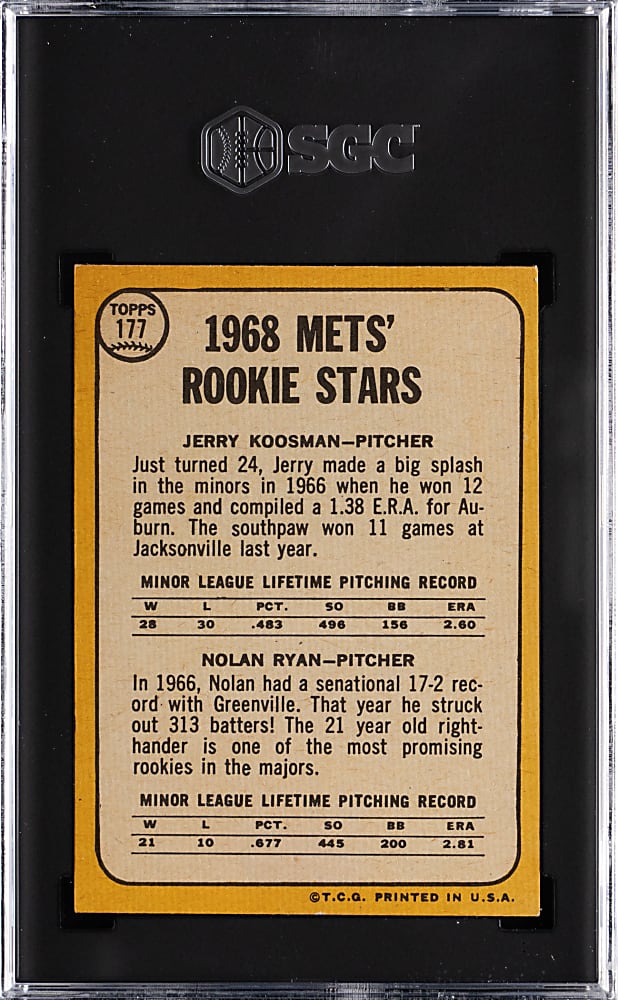 SGC
TOPPS
177
1968 METS'
ROOKIE STARS
JERRY KOOSMAN—PITCHER
Just turned 24, Jerry made a big splash
in the minors in 1966 when he won 12
games and compiled a 1.38 E.R.A. for Au-
burn. The southpaw won 11 games at
Jacksonville last year.
MINOR LEAGUE LIFETIME PITCHING RECORD
W L PCT. SO BB ERA
28 30 .483 496 156 2.60
NOLAN RYAN—PITCHER
In 1966, Nolan had a senational 17-2 rec-
ord with Greenville. That year he struck
out 313 batters! The 21 year old right-
hander is one of the most promising
rookies in the majors.
MINOR LEAGUE LIFETIME PITCHING RECORD
W L PCT. SO BB ERA
21 10 .677 445 200 2.81
©T.C.G. PRINTED IN U.S.A.